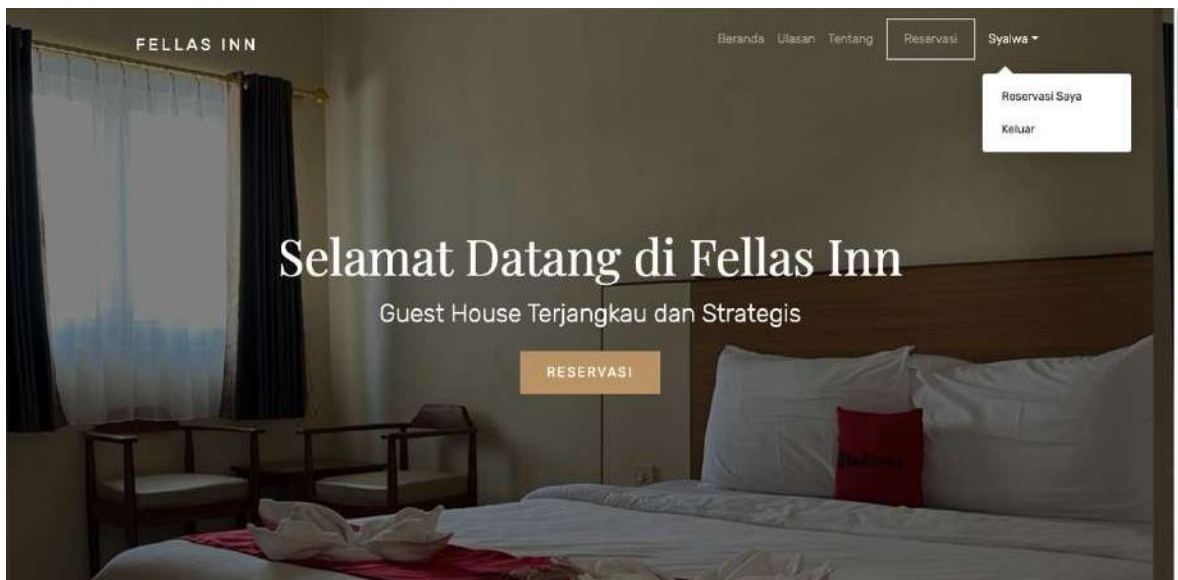 FELLAS INN
Beranda Ulasan Tentang Reservasi Syalwa
Reservasi Saya
Keluar
Selamat Datang di Fellas Inn
Guest House Terjangkau dan Strategis
RESERVASI